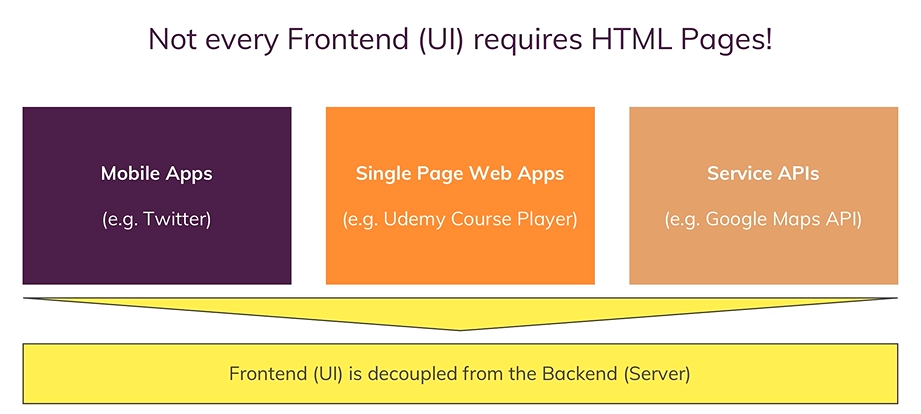 Not every Frontend (UI) requires HTML Pages!
Mobile Apps
(e.g. Twitter)
Single Page Web Apps
(e.g. Udemy Course Player)
Service APIs
(e.g. Google Maps API)
Frontend (UI) is decoupled from the Backend (Server)